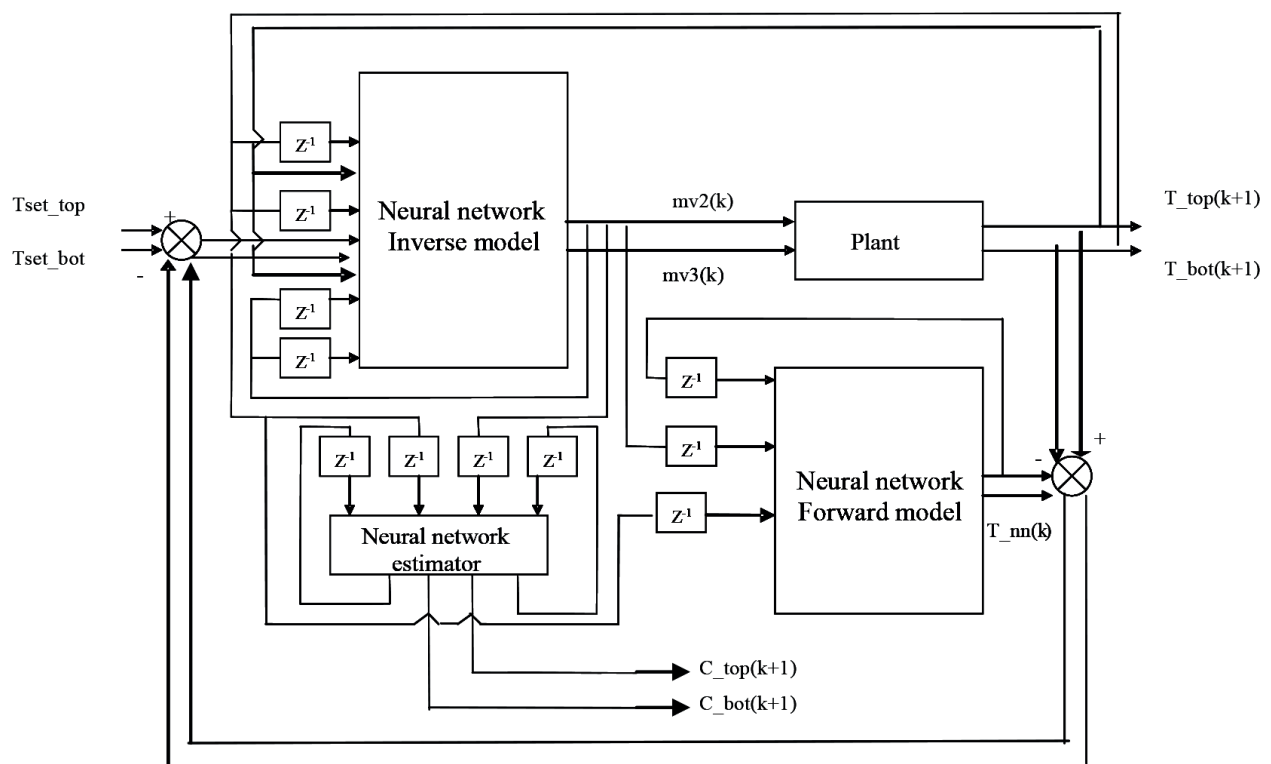 Z⁻¹
Z⁻¹
Z⁻¹
Z⁻¹
Neural network
Inverse model
Tset_top
Tset_bot
+
-
mv2(k)
mv3(k)
Plant
T_top(k+1)
T_bot(k+1)
Z⁻¹
Z⁻¹
Z⁻¹
Neural network
Forward model
T_nn(k)
-
+
Z⁻¹
Z⁻¹
Z⁻¹
Z⁻¹
Neural network
estimator
C_top(k+1)
C_bot(k+1)